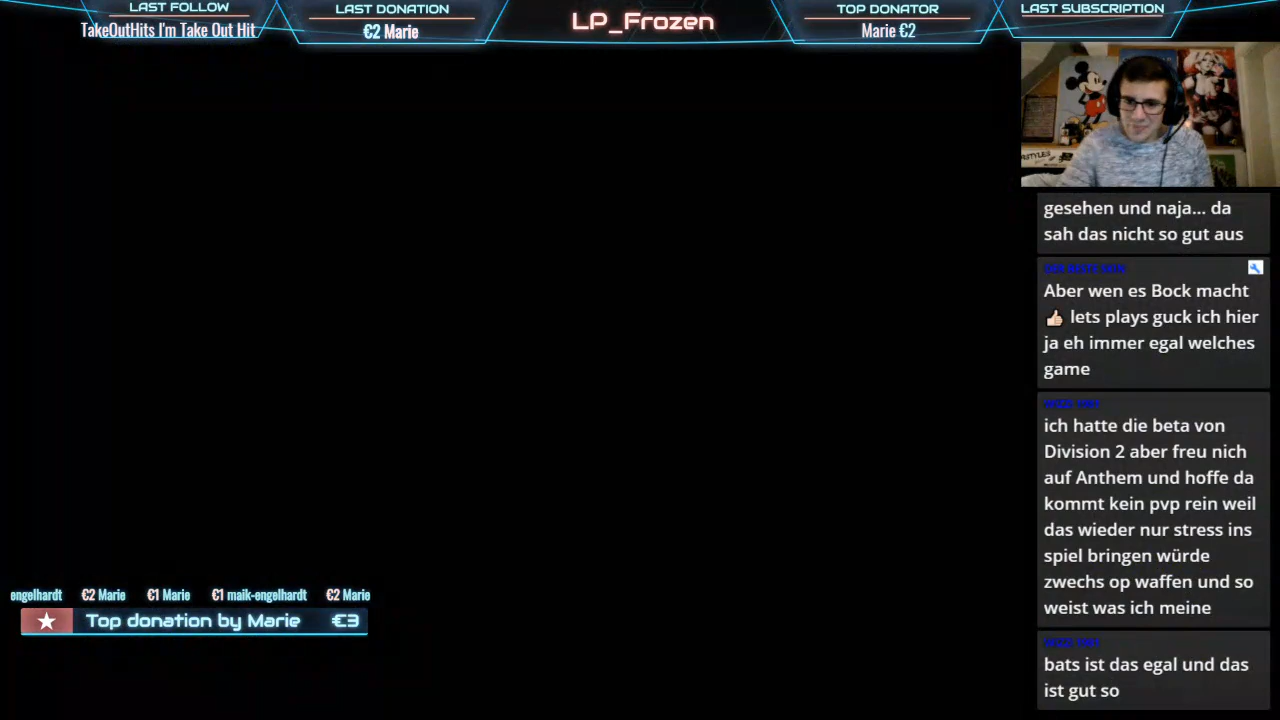 LAST FOLLOW
TakeOutHits I'm Take Out Hit
LAST DONATION
€2 Marie
LP_Frozen
TOP DONATOR
Marie €2
LAST SUBSCRIPTION
gesehen und naja... da
sah das nicht so gut aus
Aber wen es Bock macht
👍🏻 lets plays guck ich hier
ja eh immer egal welches
game
ich hatte die beta von
Division 2 aber freu nich
auf Anthem und hoffe da
kommt kein pvp rein weil
das wieder nur stress ins
spiel bringen würde
zwechs op waffen und so
weist was ich meine
bats ist das egal und das
ist gut so
engelhardt €2 Marie €1 Marie €1 maik-engelhardt €2 Marie
Top donation by Marie €3